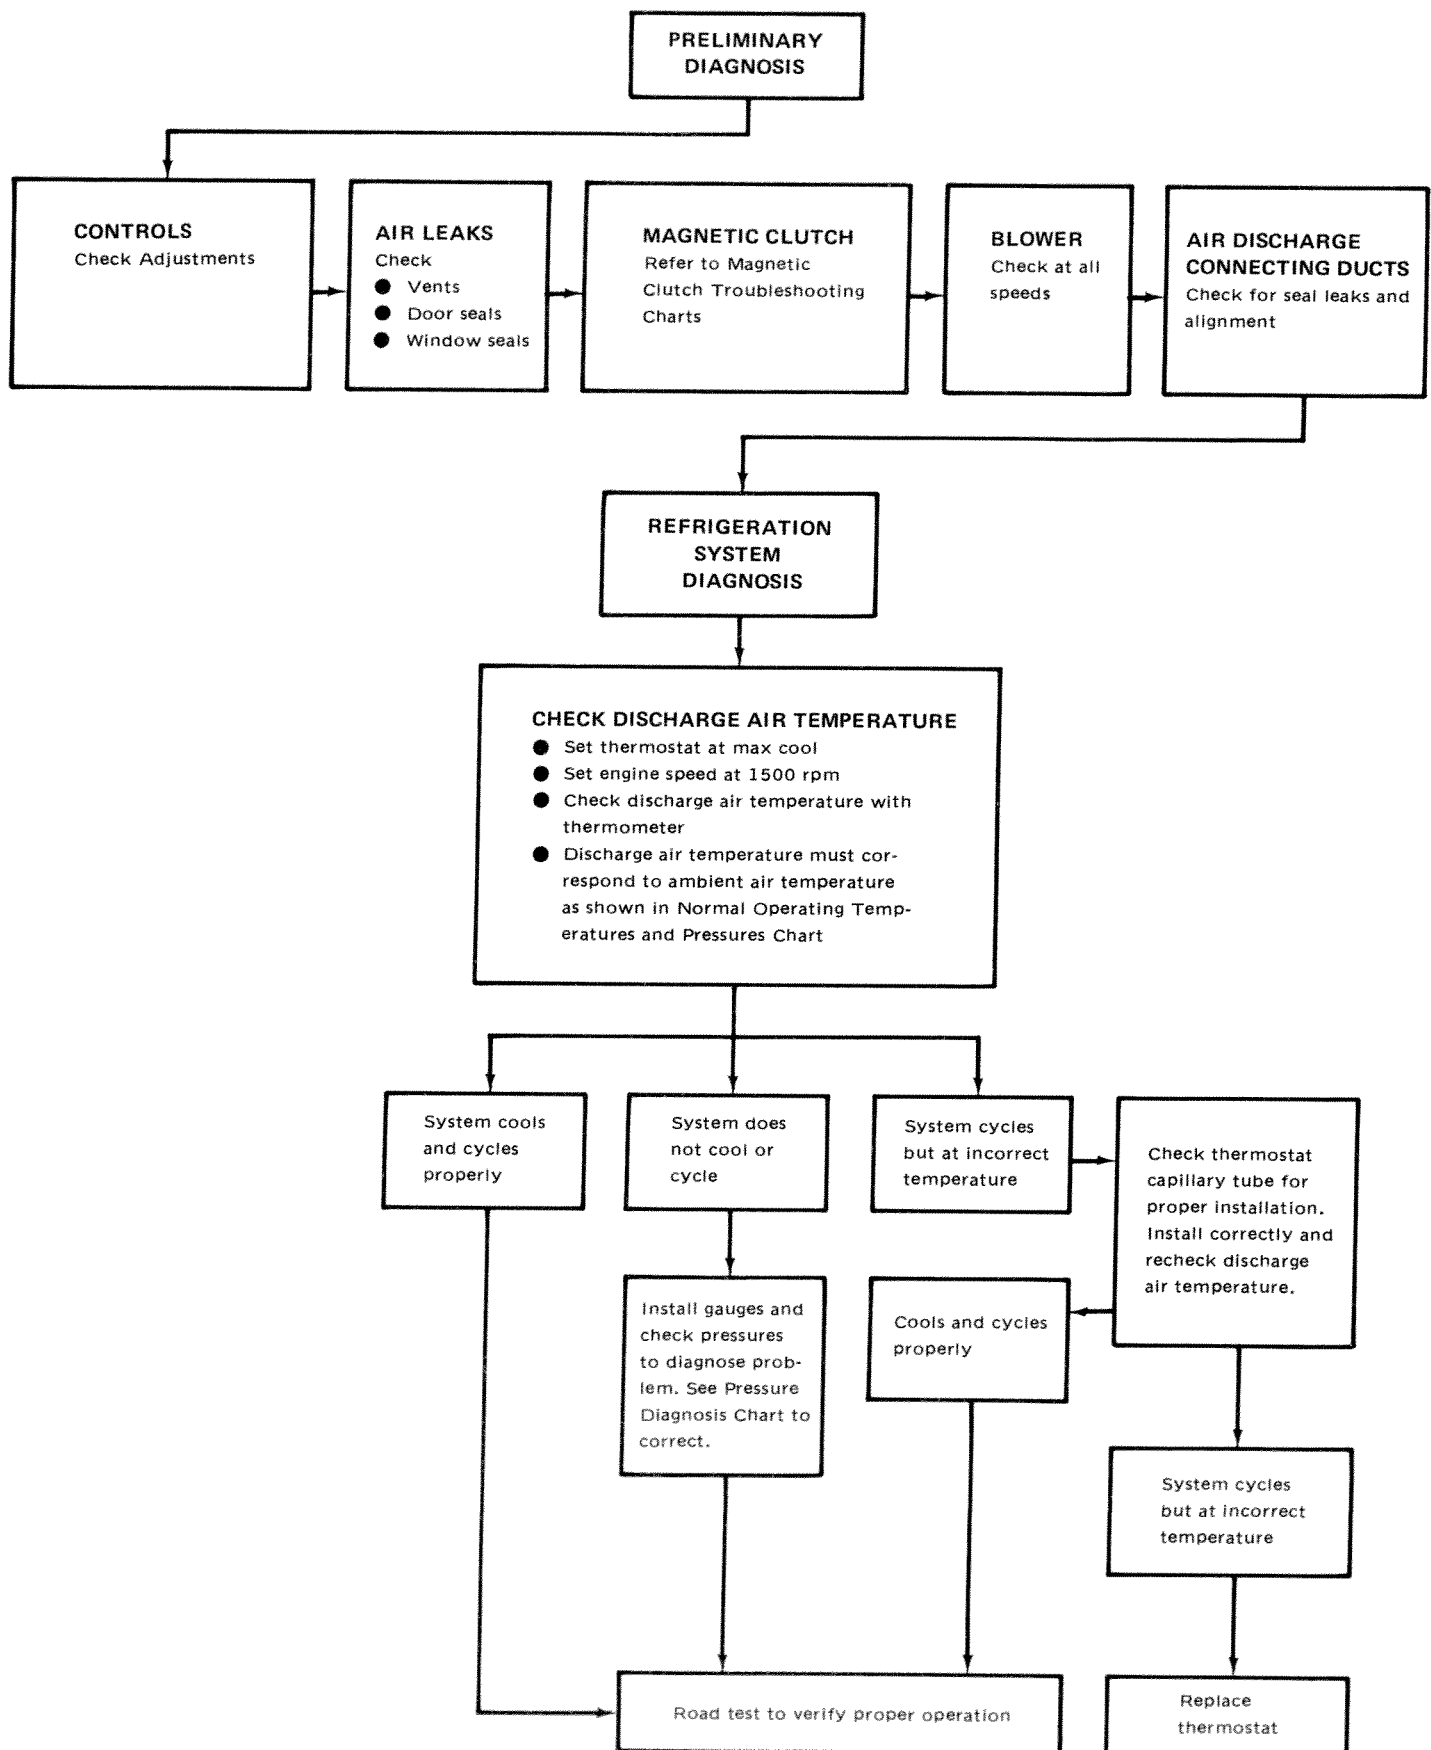 PRELIMINARY
DIAGNOSIS
CONTROLS
Check Adjustments
AIR LEAKS
Check
● Vents
● Door seals
● Window seals
MAGNETIC CLUTCH
Refer to Magnetic
Clutch Troubleshooting
Charts
BLOWER
Check at all
speeds
AIR DISCHARGE
CONNECTING DUCTS
Check for seal leaks and
alignment
REFRIGERATION
SYSTEM
DIAGNOSIS
CHECK DISCHARGE AIR TEMPERATURE
● Set thermostat at max cool
● Set engine speed at 1500 rpm
● Check discharge air temperature with
thermometer
● Discharge air temperature must cor-
respond to ambient air temperature
as shown in Normal Operating Temp-
eratures and Pressures Chart
System cools
and cycles
properly
System does
not cool or
cycle
System cycles
but at incorrect
temperature
Check thermostat
capillary tube for
proper installation.
Install correctly and
recheck discharge
air temperature.
Install gauges and
check pressures
to diagnose prob-
lem. See Pressure
Diagnosis Chart to
correct.
Cools and cycles
properly
System cycles
but at incorrect
temperature
Road test to verify proper operation
Replace
thermostat